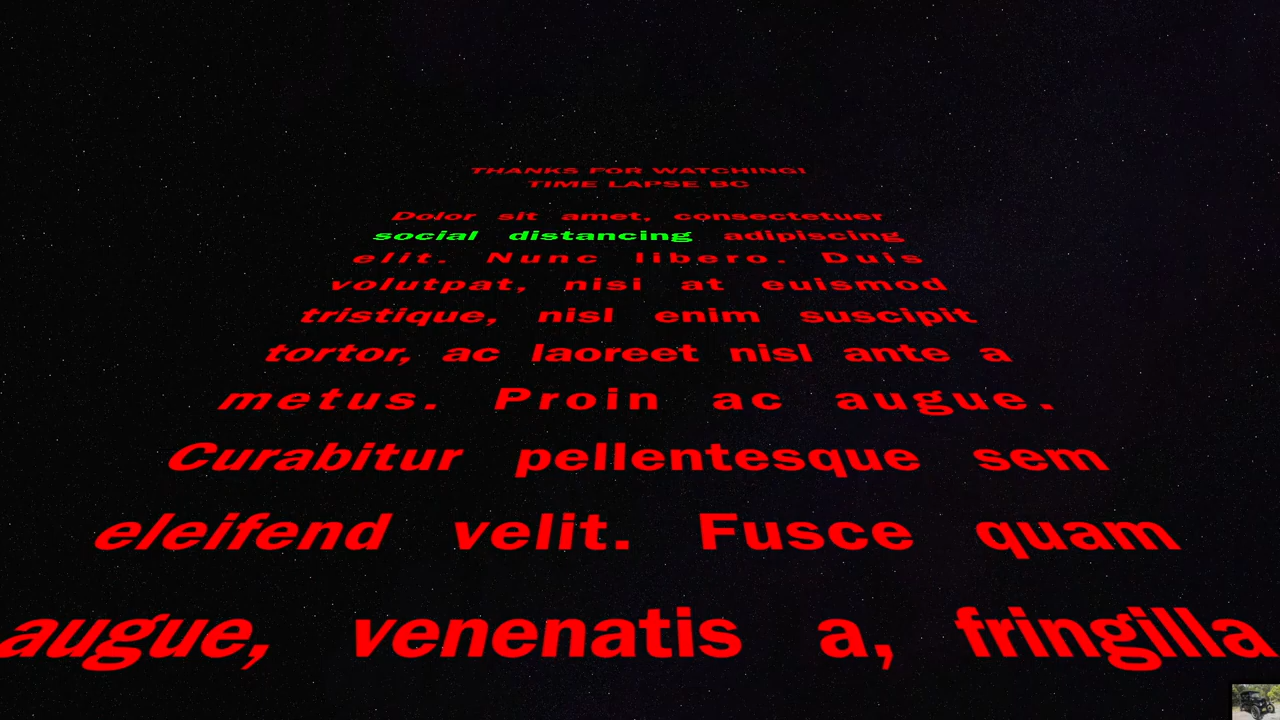 THANKS FOR WATCHING!
TIME LAPSE BC
Dolor sit amet, consectetuer
social distancing adipiscing
elit. Nunc libero. Duis
volutpat, nisi at euismod
tristique, nisl enim suscipit
tortor, ac laoreet nisl ante a
metus. Proin ac augue.
Curabitur pellentesque sem
eleifend velit. Fusce quam
augue, venenatis a, fringilla